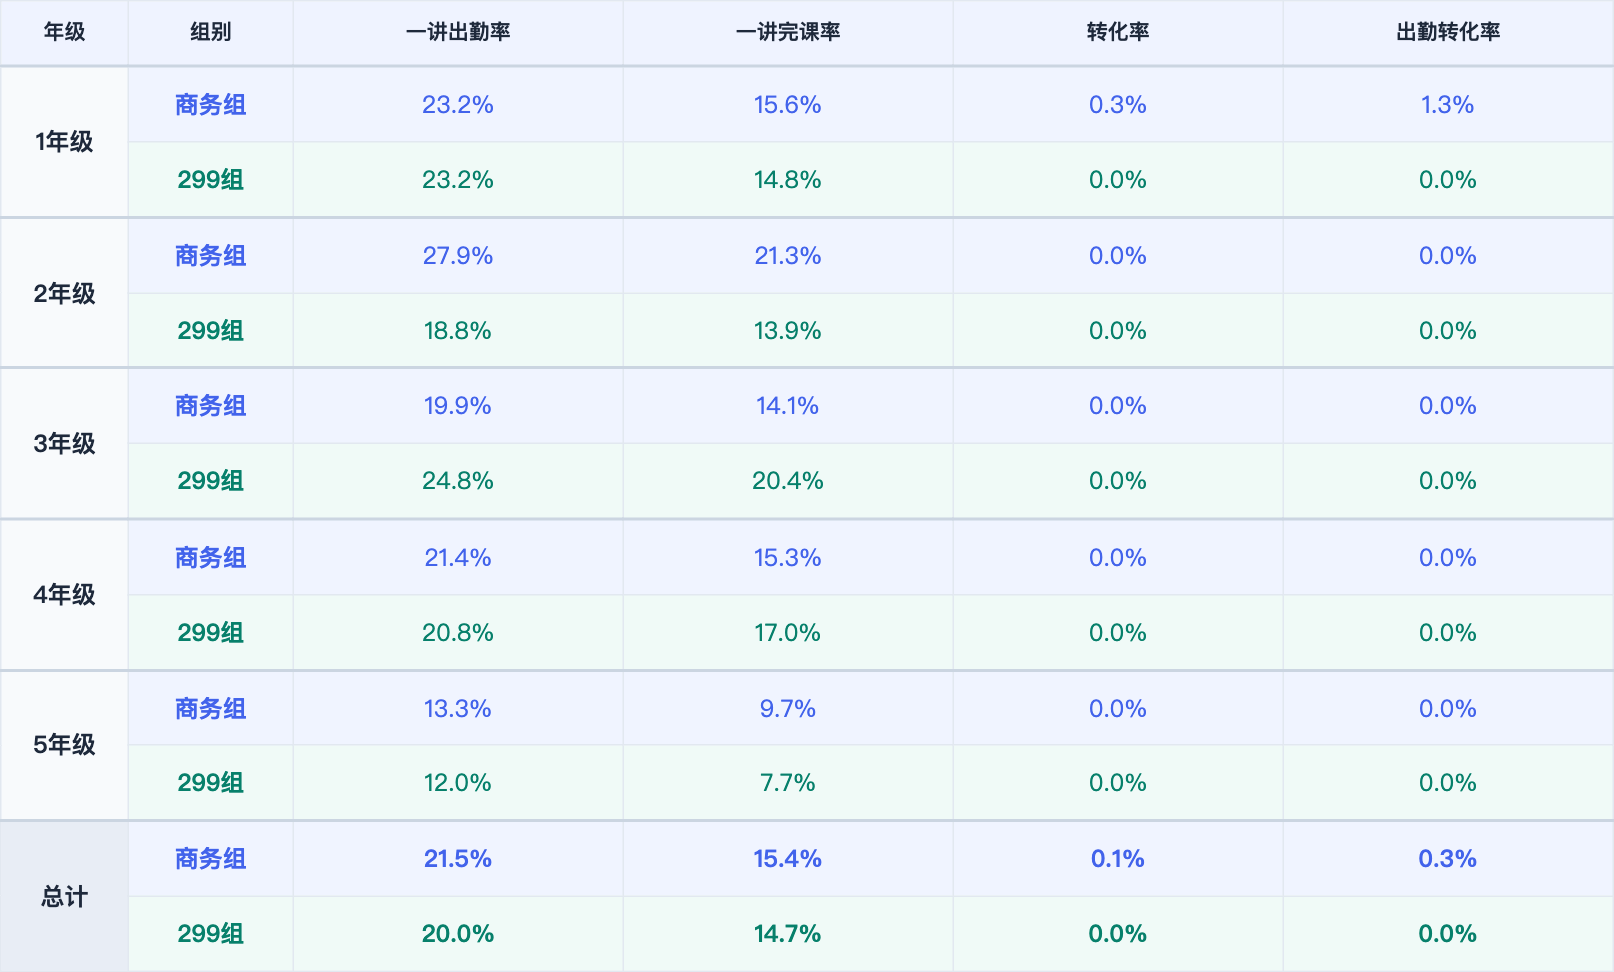 年级 组别 一讲出勤率 一讲完课率 转化率 出勤转化率
1年级 商务组 23.2% 15.6% 0.3% 1.3%
299组 23.2% 14.8% 0.0% 0.0%
2年级 商务组 27.9% 21.3% 0.0% 0.0%
299组 18.8% 13.9% 0.0% 0.0%
3年级 商务组 19.9% 14.1% 0.0% 0.0%
299组 24.8% 20.4% 0.0% 0.0%
4年级 商务组 21.4% 15.3% 0.0% 0.0%
299组 20.8% 17.0% 0.0% 0.0%
5年级 商务组 13.3% 9.7% 0.0% 0.0%
299组 12.0% 7.7% 0.0% 0.0%
总计 商务组 21.5% 15.4% 0.1% 0.3%
299组 20.0% 14.7% 0.0% 0.0%